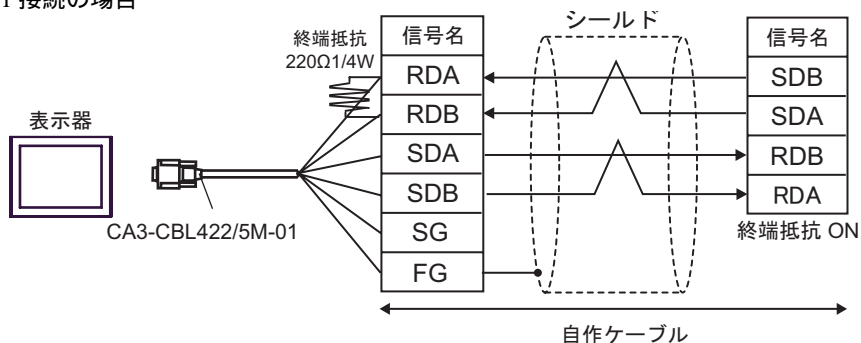 1 接続の場合
シールド
終端抵抗
220Ω1/4W
信号名
RDA
RDB
SDA
SDB
SG
FG
信号名
SDB
SDA
RDB
RDA
終端抵抗 ON
表示器
CA3-CBL422/5M-01
自作ケーブル